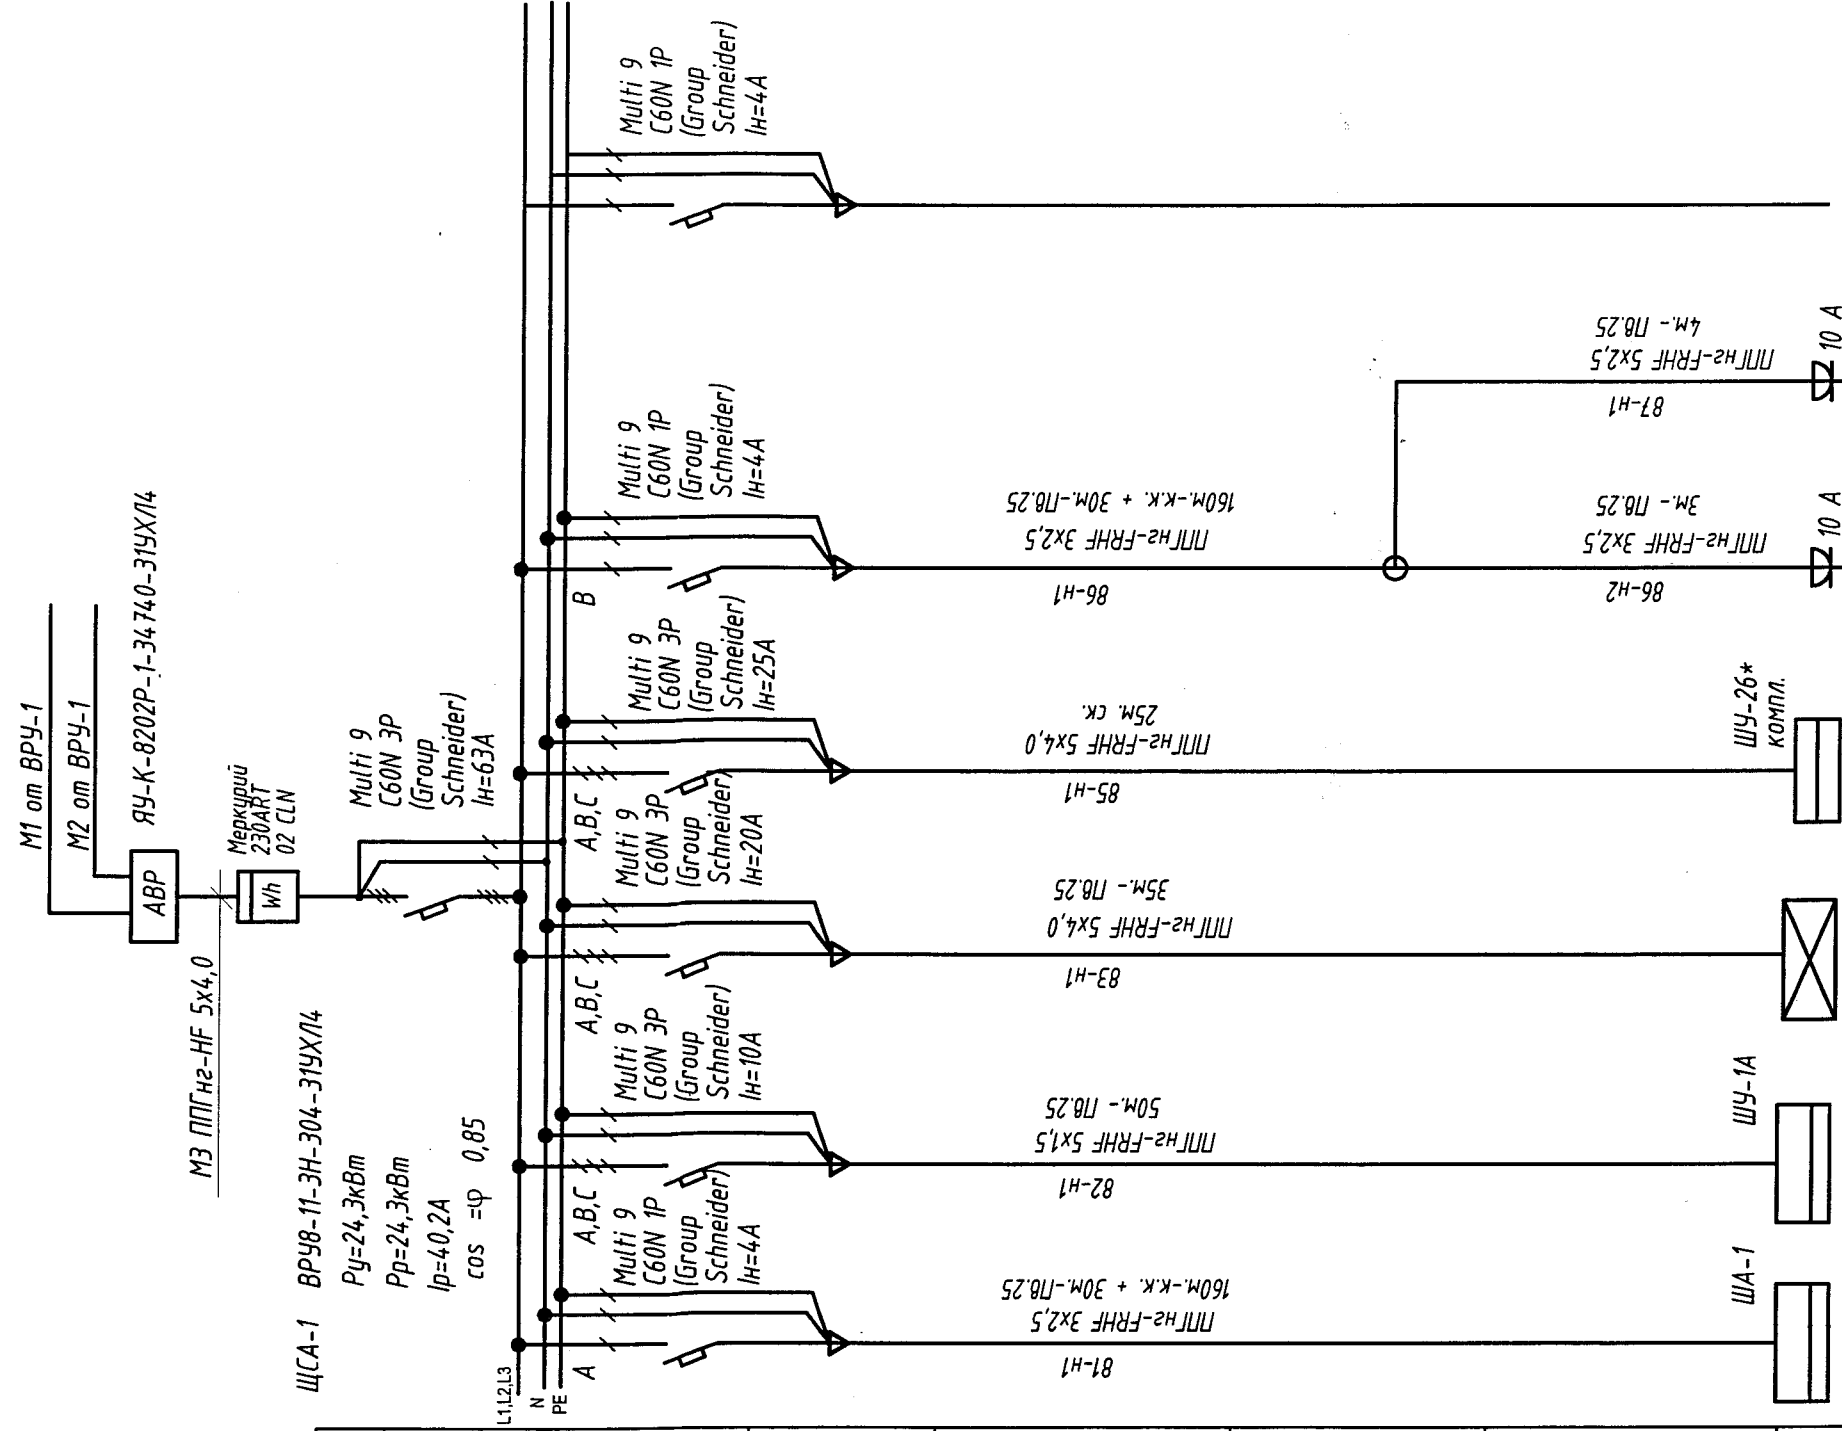 М1 от ВРУ-1
М2 от ВРУ-1
АВР
ЯУ-К-8202Р-1-34740-31УХЛ4
М3 ППГнг-HF 5х4,0
Wh
Меркурий
230ART
02 CLN
ЩСА-1 ВРУ8-11-3Н-304-31УХЛ4
Ру=24,3кВт
Рр=24,3кВт
Iр=40,2А
cos =φ 0,85
Multi 9
C60N 3P
(Group
Schneider)
Iн=63А
L1,L2,L3
N
PE
A
Multi 9
C60N 1P
(Group
Schneider)
Iн=4А
81-н1
ППГнг-FRHF 3х2,5
160м.-к.к. + 30м.-ПВ.25
ША-1
A,B,C
Multi 9
C60N 3P
(Group
Schneider)
Iн=10А
82-н1
ППГнг-FRHF 5х1,5
50м.- ПВ.25
ШУ-1А
A,B,C
Multi 9
C60N 3P
(Group
Schneider)
Iн=20А
83-н1
ППГнг-FRHF 5х4,0
35м.- ПВ.25
A,B,C
Multi 9
C60N 3P
(Group
Schneider)
Iн=25А
85-н1
ППГнг-FRHF 5х4,0
25м. ск.
ШУ-26*
компл.
B
Multi 9
C60N 1P
(Group
Schneider)
Iн=4А
86-н1
ППГнг-FRHF 3х2,5
160м.-к.к. + 30м.-ПВ.25
86-н2
ППГнг-FRHF 3х2,5
3м.- ПВ.25
10 А
87-н1
ППГнг-FRHF 5х2,5
4м.- ПВ.25
10 А
Multi 9
C60N 1P
(Group
Schneider)
Iн=4А